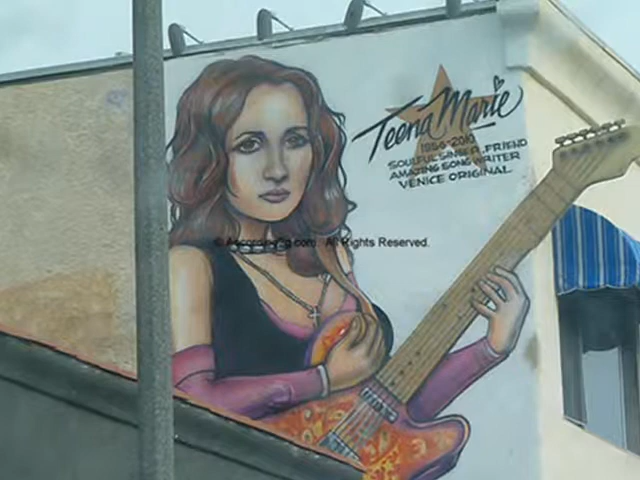 Teena Marie
1956-2010
SOULFUL SINGER, FRIEND
AMAZING SONG WRITER
VENICE ORIGINAL
All Rights Reserved.